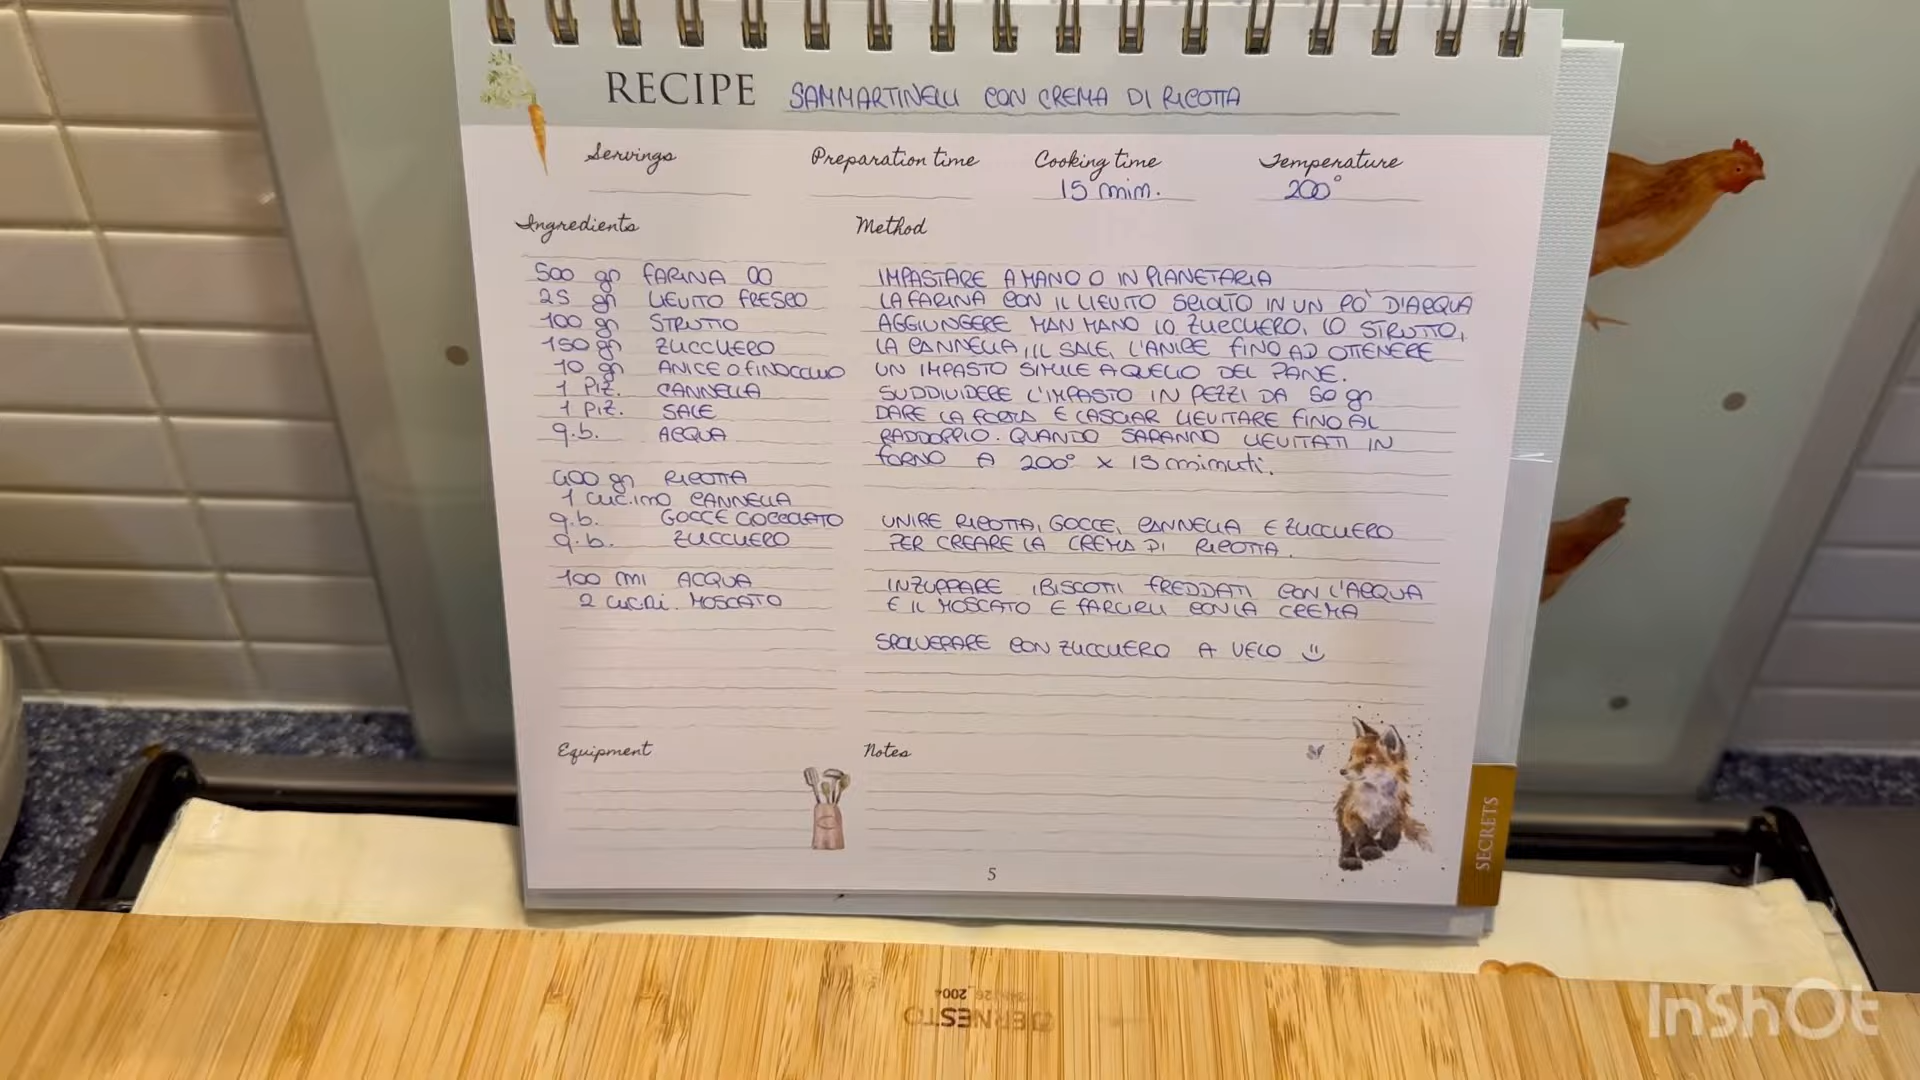 RECIPE SAMMARTINELLI CON CREMA DI RICOTTA
Servings
Preparation time
Cooking time
15 min.
Temperature
200°
Ingredients
500 gr FARINA 00
25 gr LIEVITO FRESCO
100 gr STRUTTO
150 gr ZUCCHERO
10 gr ANICE O FINOCCHIO
1 PIZ. CANNELLA
1 PIZ. SALE
q.b. ACQUA
400 gr RICOTTA
1 CUC.INO CANNELLA
q.b. GOCCE CIOCCOLATO
q.b. ZUCCHERO
100 ml ACQUA
2 CUCHI. MOSCATO
Method
IMPASTARE A MANO O IN PLANETARIA
LA FARINA CON IL LIEVITO SCIOLTO IN UN PO' D'ACQUA
AGGIUNGERE MAN MANO LO ZUCCHERO, LO STRUTTO,
LA CANNELLA, IL SALE, L'ANICE FINO AD OTTENERE
UN IMPASTO SIMILE A QUELLO DEL PANE.
SUDDIVIDERE L'IMPASTO IN PEZZI DA 50 gr
DARE LA FORMA E LASCIAR LIEVITARE FINO AL
RADDOPPIO. QUANDO SARANNO LIEVITATI IN
FORNO A 200° x 15 minuti.
UNIRE RICOTTA, GOCCE, CANNELLA E ZUCCHERO
PER CREARE LA CREMA DI RICOTTA.
INZUPPARE I BISCOTTI FREDDATI CON L'ACQUA
E IL MOSCATO E FARCIRLI CON LA CREMA
SPOLVERARE CON ZUCCHERO A VELO
Equipment
Notes
5
SECRETS
ERNESTO
InShOt